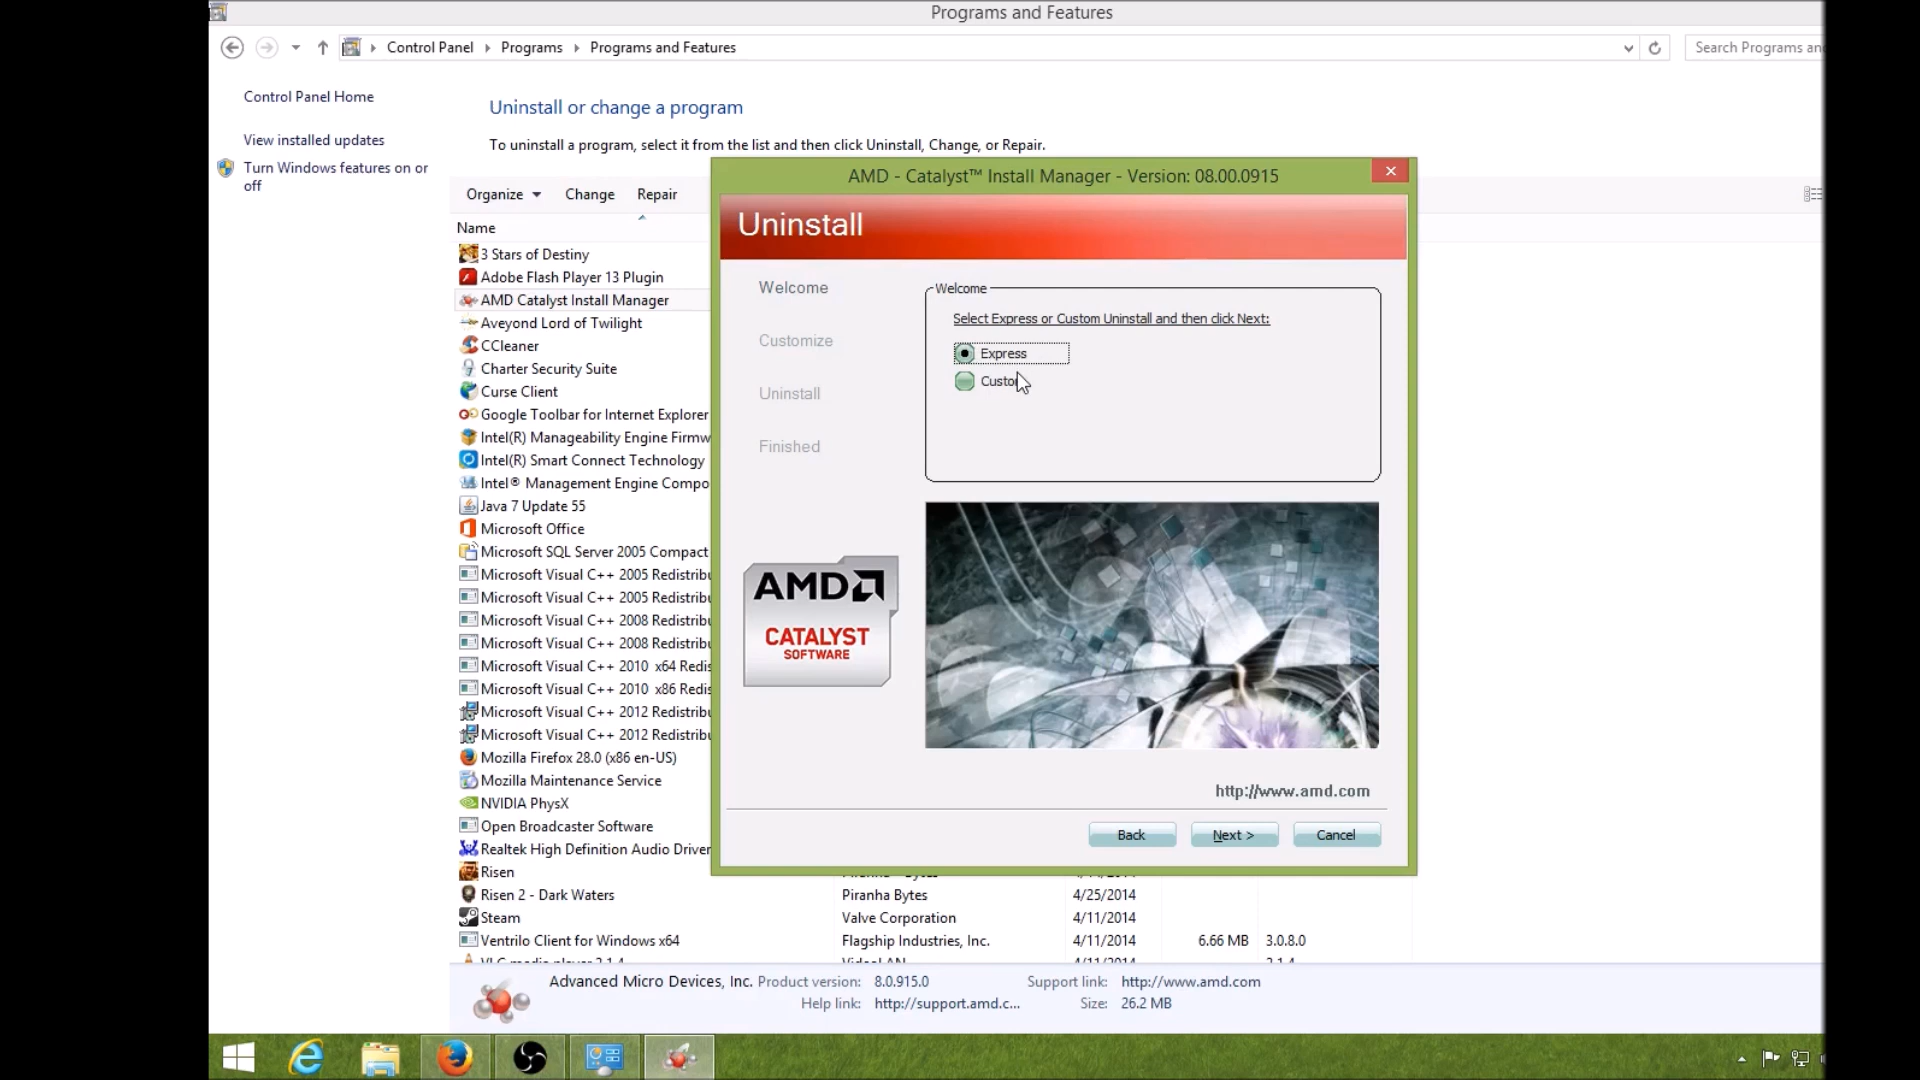 Programs and Features
Control Panel
Programs
Programs and Features
Search Programs an
Control Panel Home
View installed updates
Turn Windows features on or
off
Uninstall or change a program
To uninstall a program, select it from the list and then click Uninstall, Change, or Repair.
Organize
Change
Repair
Name
3 Stars of Destiny
Adobe Flash Player 13 Plugin
AMD Catalyst Install Manager
Aveyond Lord of Twilight
CCleaner
Charter Security Suite
Curse Client
Google Toolbar for Internet Explorer
Intel(R) Manageability Engine Firmw
Intel(R) Smart Connect Technology
Intel® Management Engine Compo
Java 7 Update 55
Microsoft Office
Microsoft SQL Server 2005 Compact
Microsoft Visual C++ 2005 Redistribu
Microsoft Visual C++ 2005 Redistribu
Microsoft Visual C++ 2008 Redistribu
Microsoft Visual C++ 2008 Redistribu
Microsoft Visual C++ 2010 x64 Redis
Microsoft Visual C++ 2010 x86 Redis
Microsoft Visual C++ 2012 Redistribu
Microsoft Visual C++ 2012 Redistribu
Mozilla Firefox 28.0 (x86 en-US)
Mozilla Maintenance Service
NVIDIA PhysX
Open Broadcaster Software
Realtek High Definition Audio Driver
Risen
Risen 2 - Dark Waters Piranha Bytes 4/25/2014
Steam Valve Corporation 4/11/2014
Ventrilo Client for Windows x64 Flagship Industries, Inc. 4/11/2014 6.66 MB 3.0.8.0
AMD - Catalyst™ Install Manager - Version: 08.00.0915
Uninstall
Welcome
Customize
Uninstall
Finished
Welcome
Select Express or Custom Uninstall and then click Next:
Express
Custo
AMD
CATALYST
SOFTWARE
http://www.amd.com
Back
Next >
Cancel
Advanced Micro Devices, Inc. Product version: 8.0.915.0 Support link: http://www.amd.com
Help link: http://support.amd.c... Size: 26.2 MB